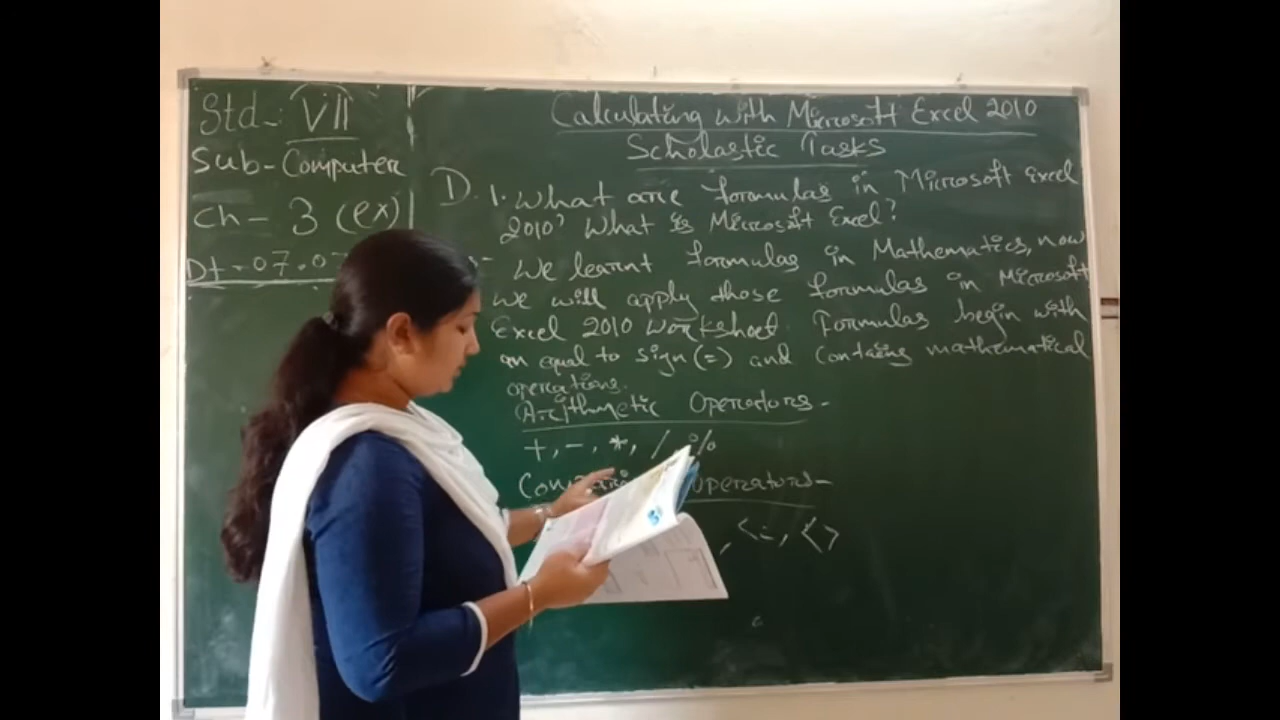 Std- VII
Sub-Computer
Ch- 3 (ex)
Dt-07.0
Calculating with Microsoft Excel 2010
Scholastic Tasks
D. 1. What are formulas in Microsoft Excel
2010? What is Microsoft Excel?
- We learnt formulas in Mathematics, now
we will apply those formulas in Microsoft
Excel 2010 worksheet. Formulas begin with
an equal to sign (=) and contains mathematical
operations.
Arithmetic Operators -
+, -, *, / %
Operators-
, <=, <>